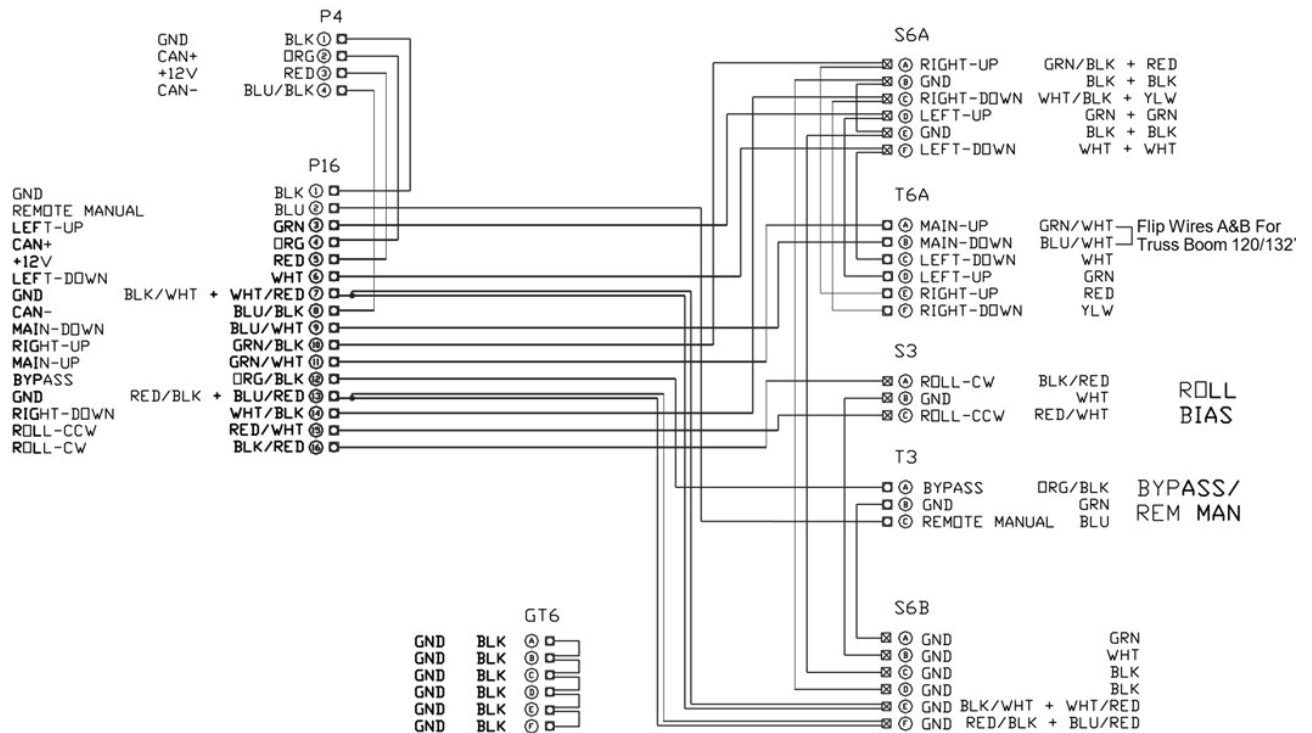 P4
GND BLK 1
CAN+ ORG 2
+12V RED 3
CAN- BLU/BLK 4
P16
GND BLK 1
REMOTE MANUAL BLU 2
LEFT-UP GRN 3
CAN+ ORG 4
+12V RED 5
LEFT-DOWN WHT 6
GND BLK/WHT + WHT/RED 7
CAN- BLU/BLK 8
MAIN-DOWN BLU/WHT 9
RIGHT-UP GRN/BLK 10
MAIN-UP GRN/WHT 11
BYPASS ORG/BLK 12
GND RED/BLK + BLU/RED 13
RIGHT-DOWN WHT/BLK 14
ROLL-CCW RED/WHT 15
ROLL-CW BLK/RED 16
GT6
GND BLK A
GND BLK B
GND BLK C
GND BLK D
GND BLK E
GND BLK F
S6A
A RIGHT-UP GRN/BLK + RED
B GND BLK + BLK
C RIGHT-DOWN WHT/BLK + YLW
D LEFT-UP GRN + GRN
E GND BLK + BLK
F LEFT-DOWN WHT + WHT
T6A
A MAIN-UP GRN/WHT Flip Wires A&B For
B MAIN-DOWN BLU/WHT Truss Boom 120/132'
C LEFT-DOWN WHT
D LEFT-UP GRN
E RIGHT-UP RED
F RIGHT-DOWN YLW
S3
A ROLL-CW BLK/RED
B GND WHT
C ROLL-CCW RED/WHT
ROLL
BIAS
T3
A BYPASS ORG/BLK
B GND GRN
C REMOTE MANUAL BLU
BYPASS/
REM MAN
S6B
A GND GRN
B GND WHT
C GND BLK
D GND BLK
E GND BLK/WHT + WHT/RED
F GND RED/BLK + BLU/RED